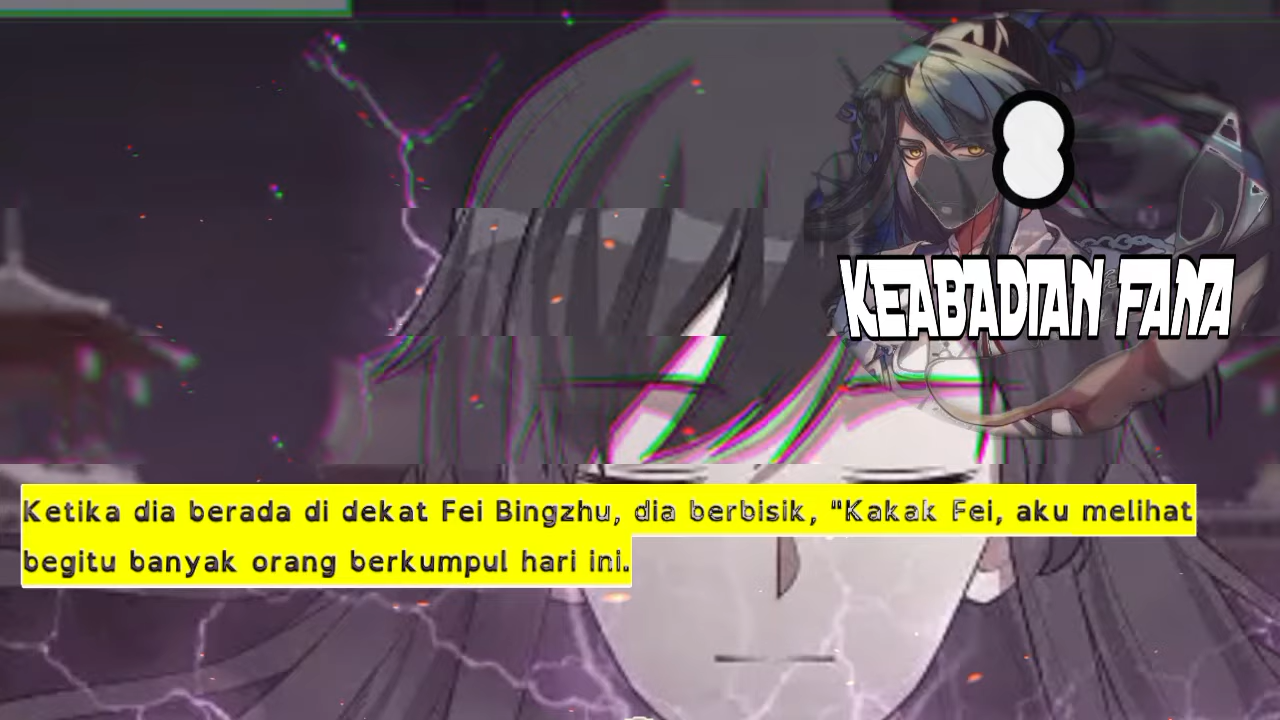 8
KEABADIAN FANA
Ketika dia berada di dekat Fei Bingzhu, dia berbisik, "Kakak Fei, aku melihat
begitu banyak orang berkumpul hari ini.